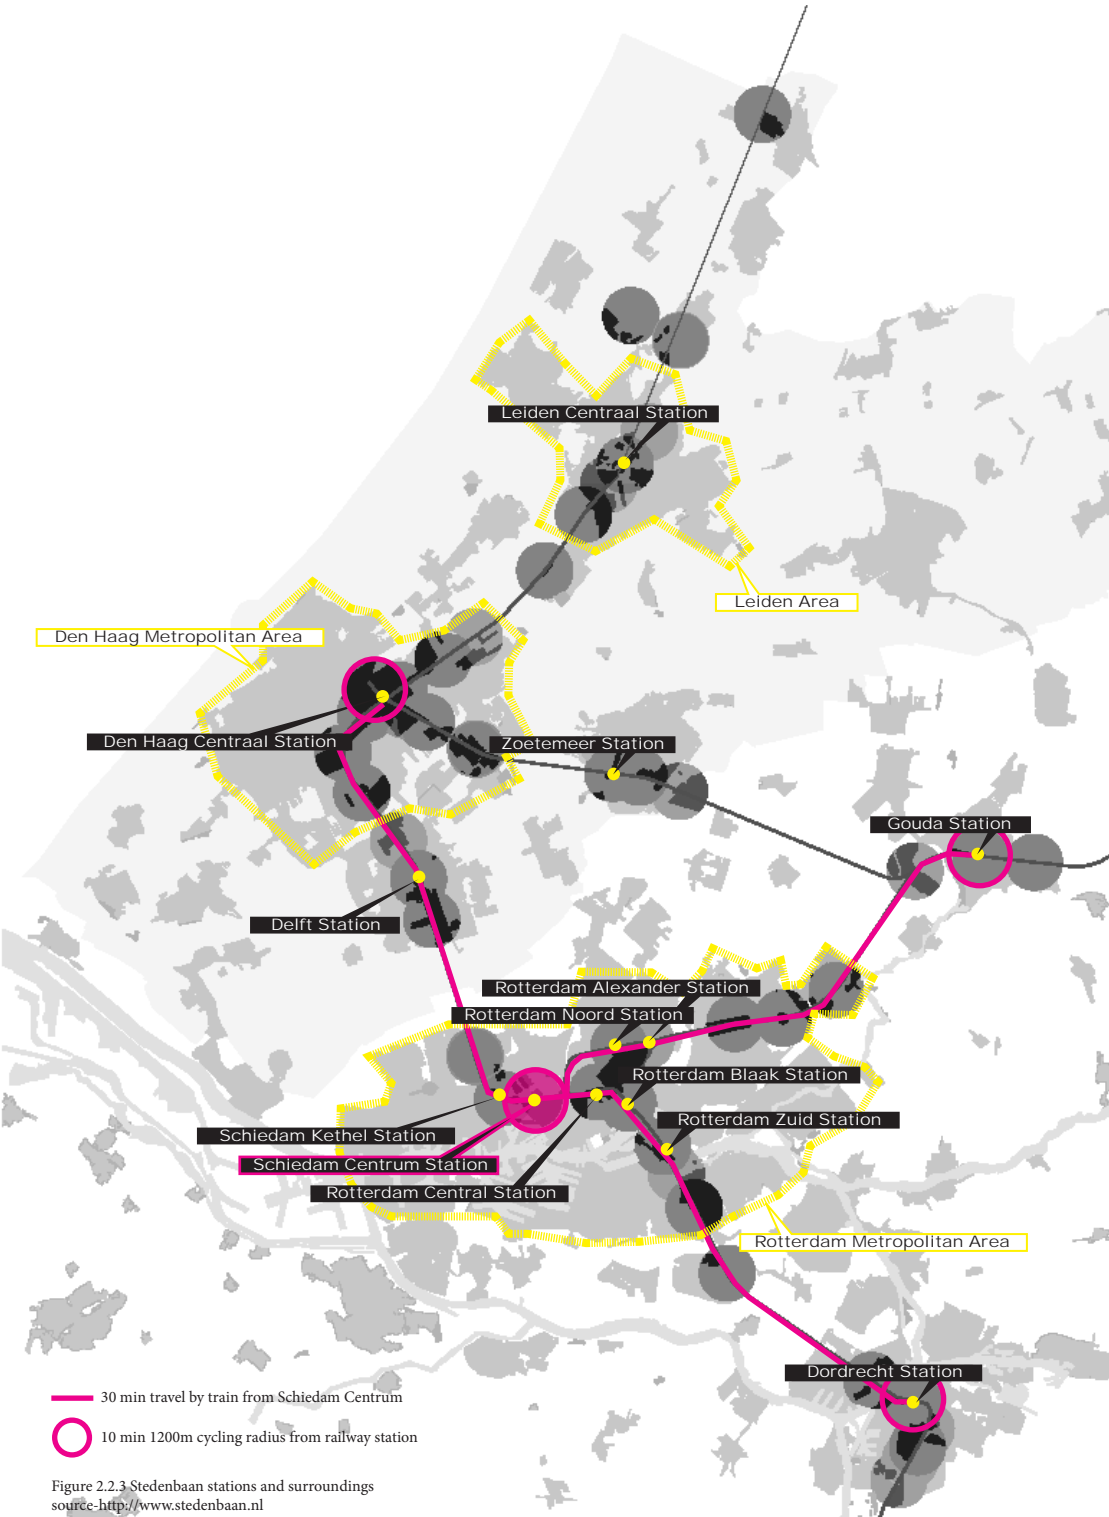 Leiden Centraal Station
Leiden Area
Den Haag Metropolitan Area
Den Haag Centraal Station
Zoetemeer Station
Gouda Station
Delft Station
Rotterdam Alexander Station
Rotterdam Noord Station
Rotterdam Blaak Station
Rotterdam Zuid Station
Schiedam Kethel Station
Schiedam Centrum Station
Rotterdam Central Station
Rotterdam Metropolitan Area
Dordrecht Station
30 min travel by train from Schiedam Centrum
10 min 1200m cycling radius from railway station
Figure 2.2.3 Stedenbaan stations and surroundings
source-http://www.stedenbaan.nl